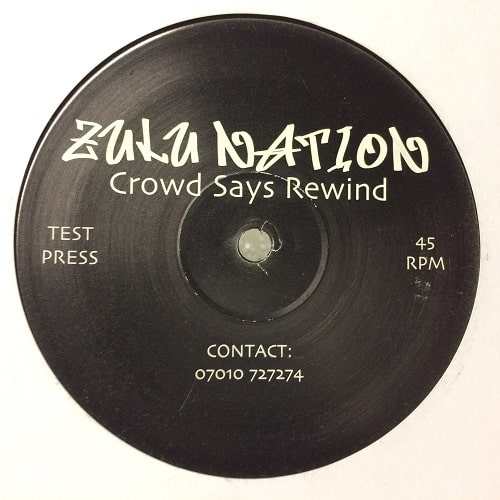 ZULU NATION
Crowd Says Rewind
TEST
PRESS
45
RPM
CONTACT:
07010 727274